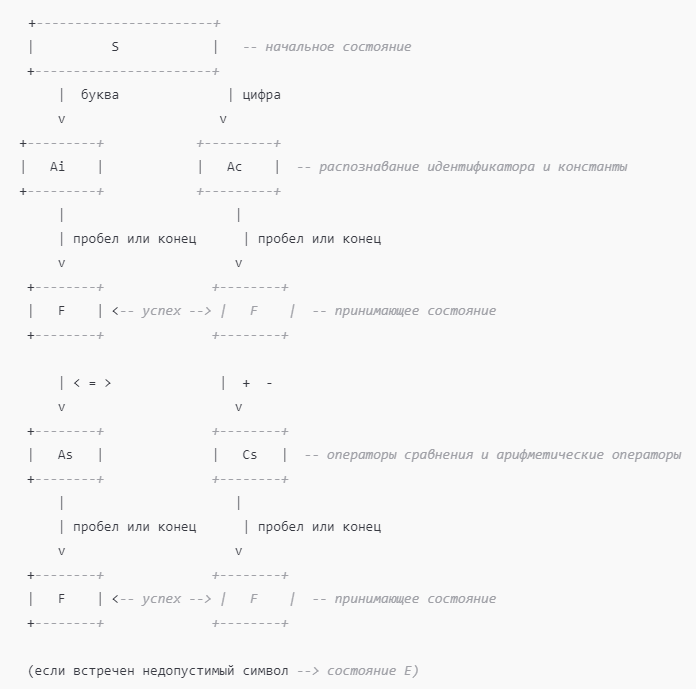 +-----------------------+
|          S            |   -- начальное состояние
+-----------------------+
    |  буква              | цифра
    v                    v
+---------+            +---------+
|   Ai    |            |   Ac    |  -- распознавание идентификатора и константы
+---------+            +---------+
    |                      |
    | пробел или конец      | пробел или конец
    v                      v
+--------+              +--------+
|   F    | <-- успех --> |   F    |  -- принимающее состояние
+--------+              +--------+
    | < = >              |  +  -
    v                      v
+--------+              +--------+
|   As   |              |   Cs   |  -- операторы сравнения и арифметические операторы
+--------+              +--------+
    |                      |
    | пробел или конец      | пробел или конец
    v                      v
+--------+              +--------+
|   F    | <-- успех --> |   F    |  -- принимающее состояние
+--------+              +--------+
(если встречен недопустимый символ --> состояние E)